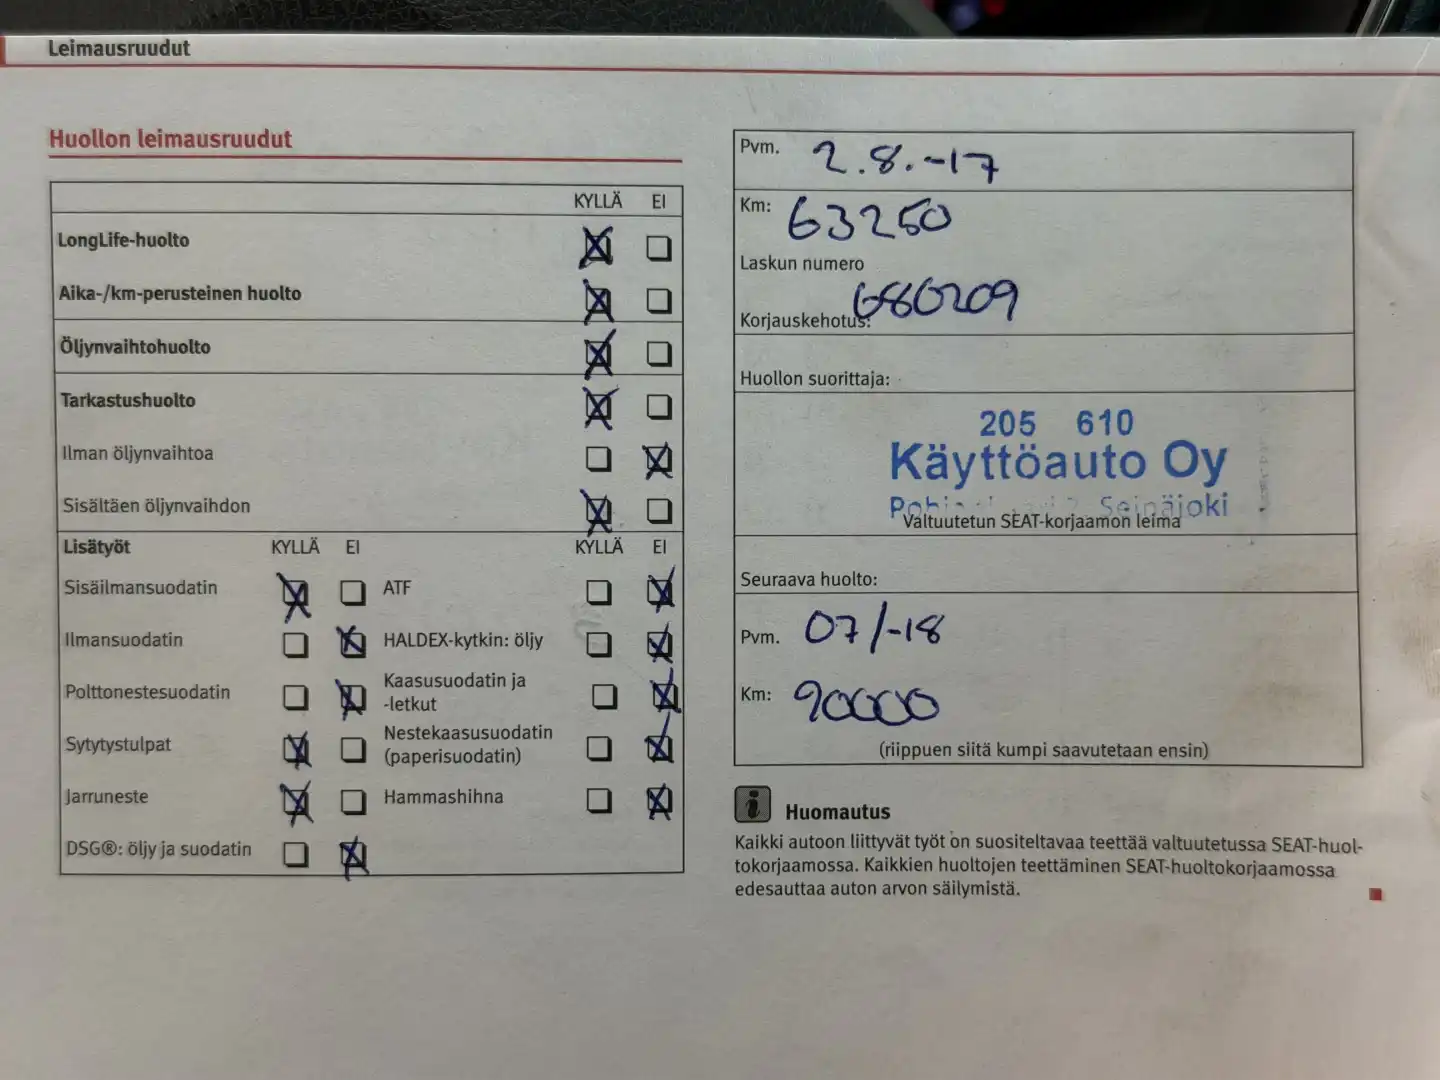 Leimausruudut
Huollon leimausruudut
KYLLÄ EI
LongLife-huolto
Aika-/km-perusteinen huolto
Öljynvaihtohuolto
Tarkastushuolto
Ilman öljynvaihtoa
Sisältäen öljynvaihdon
Lisätyöt KYLLÄ EI KYLLÄ EI
Sisäilmansuodatin ATF
Ilmansuodatin HALDEX-kytkin: öljy
Polttonestesuodatin Kaasusuodatin ja
-letkut
Sytytystulpat Nestekaasusuodatin
(paperisuodatin)
Jarruneste Hammashihna
DSG®: öljy ja suodatin
Pvm. 2.8.-17
Km: 63250
Laskun numero
680209
Korjauskehotus:
Huollon suorittaja:
205 610
Käyttöauto Oy
Seinäjoki
Valtuutetun SEAT-korjaamon leima
Seuraava huolto:
Pvm. 07/-18
Km: 90000
(riippuen siitä kumpi saavutetaan ensin)
Huomautus
Kaikki autoon liittyvät työt on suositeltavaa teettää valtuutetussa SEAT-huol-
tokorjaamossa. Kaikkien huoltojen teettäminen SEAT-huoltokorjaamossa
edesauttaa auton arvon säilymistä.